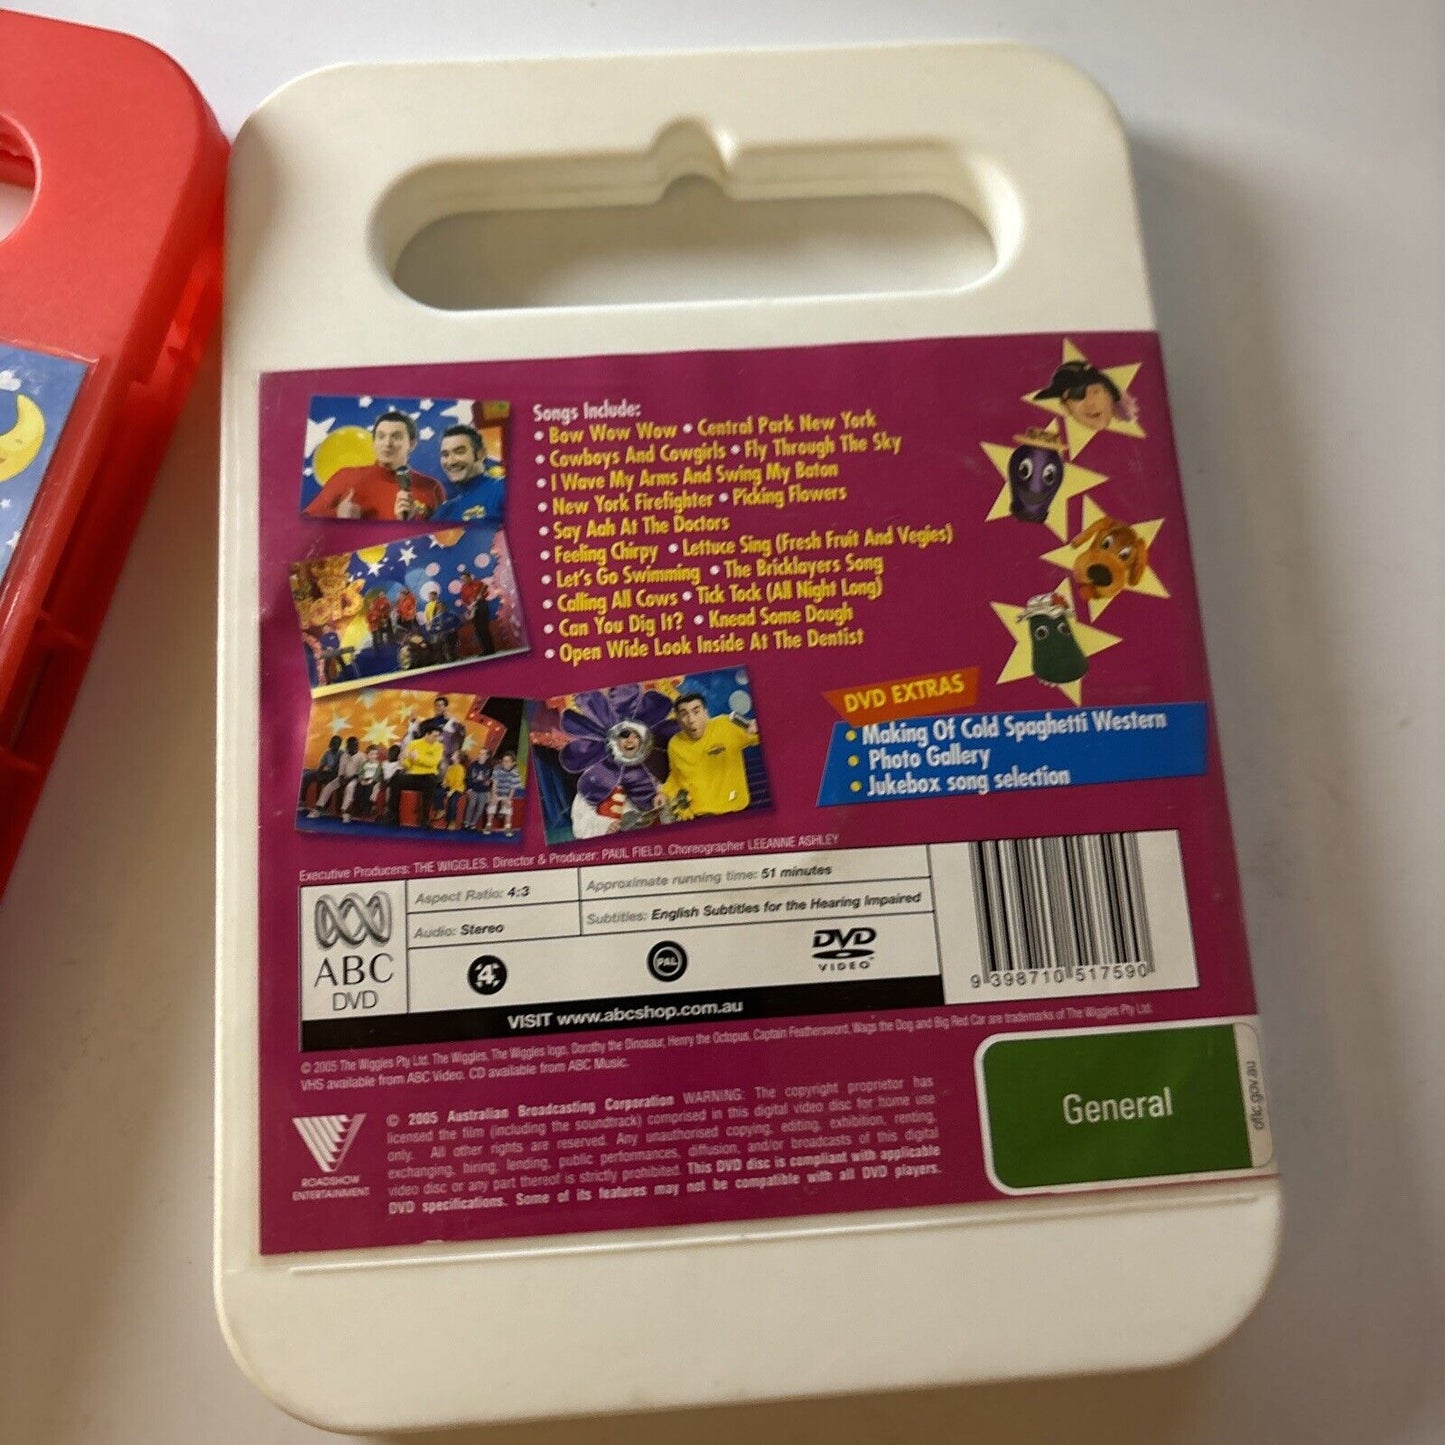 Songs Include:
• Bow Wow Wow • Central Park New York
• Cowboys And Cowgirls • Fly Through The Sky
• I Wave My Arms And Swing My Baton
• New York Firefighter • Picking Flowers
• Say Aah At The Doctors
• Feeling Chirpy • Lettuce Sing (Fresh Fruit And Vegies)
• Let's Go Swimming • The Bricklayers Song
• Calling All Cows • Tick Tock (All Night Long)
• Can You Dig It? • Knead Some Dough
• Open Wide Look Inside At The Dentist
DVD EXTRAS
• Making Of Cold Spaghetti Western
• Photo Gallery
• Jukebox song selection
Executive Producers: THE WIGGLES. Director & Producer: PAUL FIELD. Choreographer LEEANNE ASHLEY
ABC
DVD
Aspect Ratio: 4:3
Approximate running time: 51 minutes
Audio: Stereo
Subtitles: English Subtitles for the Hearing Impaired
4
PAL
DVD
VIDEO
VISIT www.abcshop.com.au
9 398710 517590
© 2005 The Wiggles Pty Ltd. The Wiggles, The Wiggles logo, Dorothy the Dinosaur, Henry the Octopus, Captain Feathersword, Wags the Dog and Big Red Car are trademarks of The Wiggles Pty Ltd.
VHS available from ABC Video. CD available from ABC Music.
ROADSHOW
ENTERTAINMENT
© 2005 Australian Broadcasting Corporation WARNING: The copyright proprietor has
licensed the film (including the soundtrack) comprised in this digital video disc for home use
only. All other rights are reserved. Any unauthorised copying, editing, exhibition, renting,
exchanging, hiring, lending, public performances, diffusion, and/or broadcasts of this digital
video disc or any part thereof is strictly prohibited. This DVD disc is compliant with applicable
DVD specifications. Some of its features may not be compatible with all DVD players.
General
oflc.gov.au